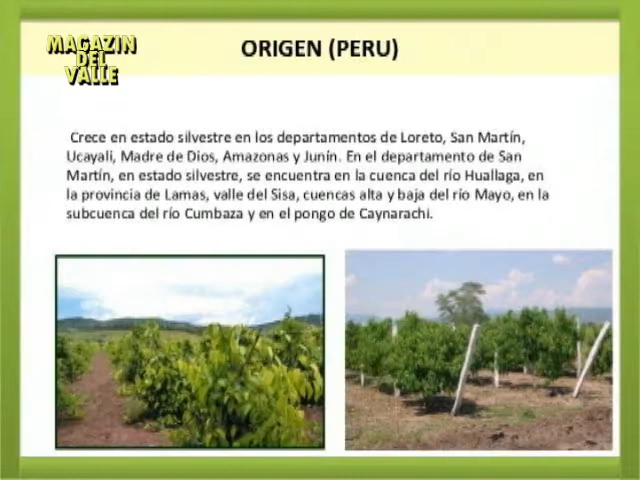 MAGAZIN
DEL
VALLE
ORIGEN (PERU)
Crece en estado silvestre en los departamentos de Loreto, San Martín,
Ucayali, Madre de Dios, Amazonas y Junín. En el departamento de San
Martín, en estado silvestre, se encuentra en la cuenca del río Huallaga, en
la provincia de Lamas, valle del Sisa, cuencas alta y baja del río Mayo, en la
subcuenca del río Cumbaza y en el pongo de Caynarachi.